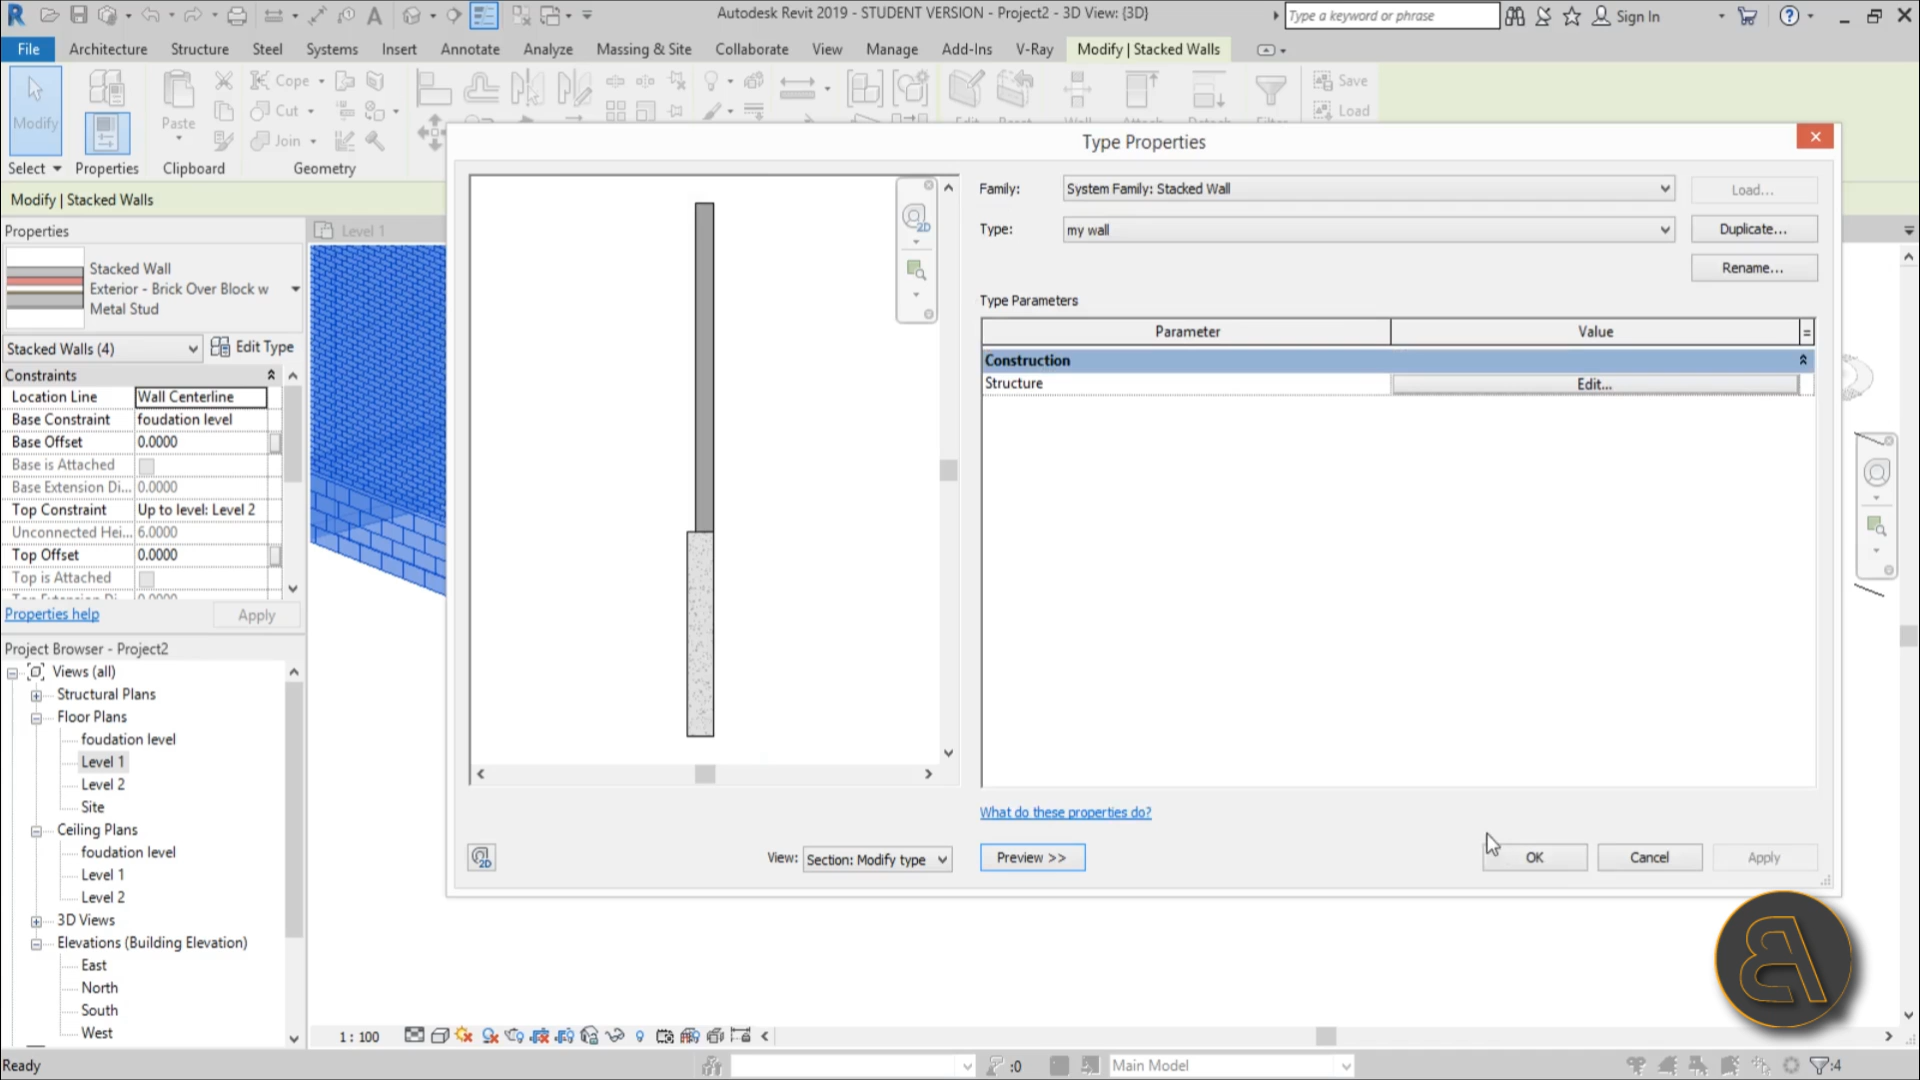 Autodesk Revit 2019 - STUDENT VERSION - Project2 - 3D View: {3D}
Type a keyword or phrase
Sign In
File Architecture Structure Steel Systems Insert Annotate Analyze Massing & Site Collaborate View Manage Add-Ins V-Ray Modify | Stacked Walls
Modify
Paste
Cope
Cut
Join
Save
Load
Select Properties Clipboard Geometry
Modify | Stacked Walls
Type Properties
Properties
Level 1
Stacked Wall
Exterior - Brick Over Block w
Metal Stud
Stacked Walls (4)
Edit Type
Constraints
Location Line Wall Centerline
Base Constraint foudation level
Base Offset 0.0000
Base is Attached
Base Extension Di... 0.0000
Top Constraint Up to level: Level 2
Unconnected Hei... 6.0000
Top Offset 0.0000
Top is Attached
Properties help
Apply
Project Browser - Project2
Views (all)
Structural Plans
Floor Plans
foudation level
Level 1
Level 2
Site
Ceiling Plans
foudation level
Level 1
Level 2
3D Views
Elevations (Building Elevation)
East
North
South
West
Family: System Family: Stacked Wall Load...
Type: my wall Duplicate...
Rename...
Type Parameters
Parameter Value =
Construction
Structure Edit...
What do these properties do?
2D
View: Section: Modify type Preview >> OK Cancel Apply
1 : 100
Ready
:0
Main Model
:4